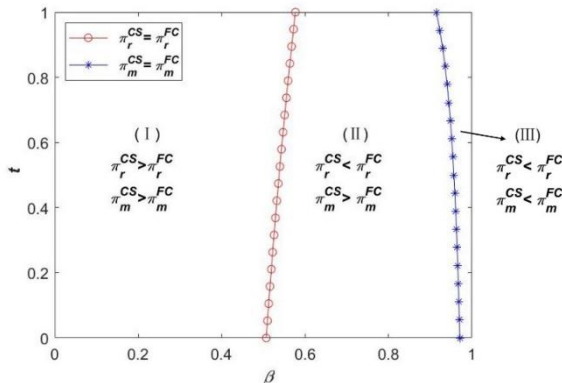 π_r^CS = π_r^FC
π_m^CS = π_m^FC
1
0.8
0.6
0.4
0.2
0
t
(Ⅰ)
π_r^CS > π_r^FC
π_m^CS > π_m^FC
(Ⅱ)
π_r^CS < π_r^FC
π_m^CS > π_m^FC
(Ⅲ)
π_r^CS < π_r^FC
π_m^CS < π_m^FC
0 0.2 0.4 0.6 0.8 1
β